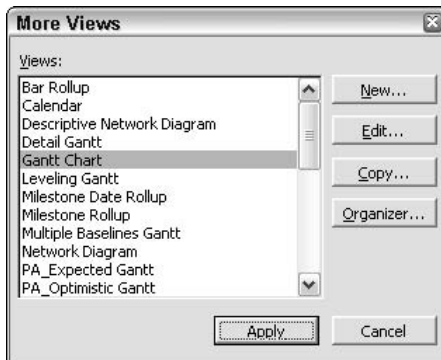 More Views
Views:
Bar Rollup
Calendar
Descriptive Network Diagram
Detail Gantt
Gantt Chart
Leveling Gantt
Milestone Date Rollup
Milestone Rollup
Multiple Baselines Gantt
Network Diagram
PA_Expected Gantt
PA_Optimistic Gantt
New...
Edit...
Copy...
Organizer...
Apply
Cancel